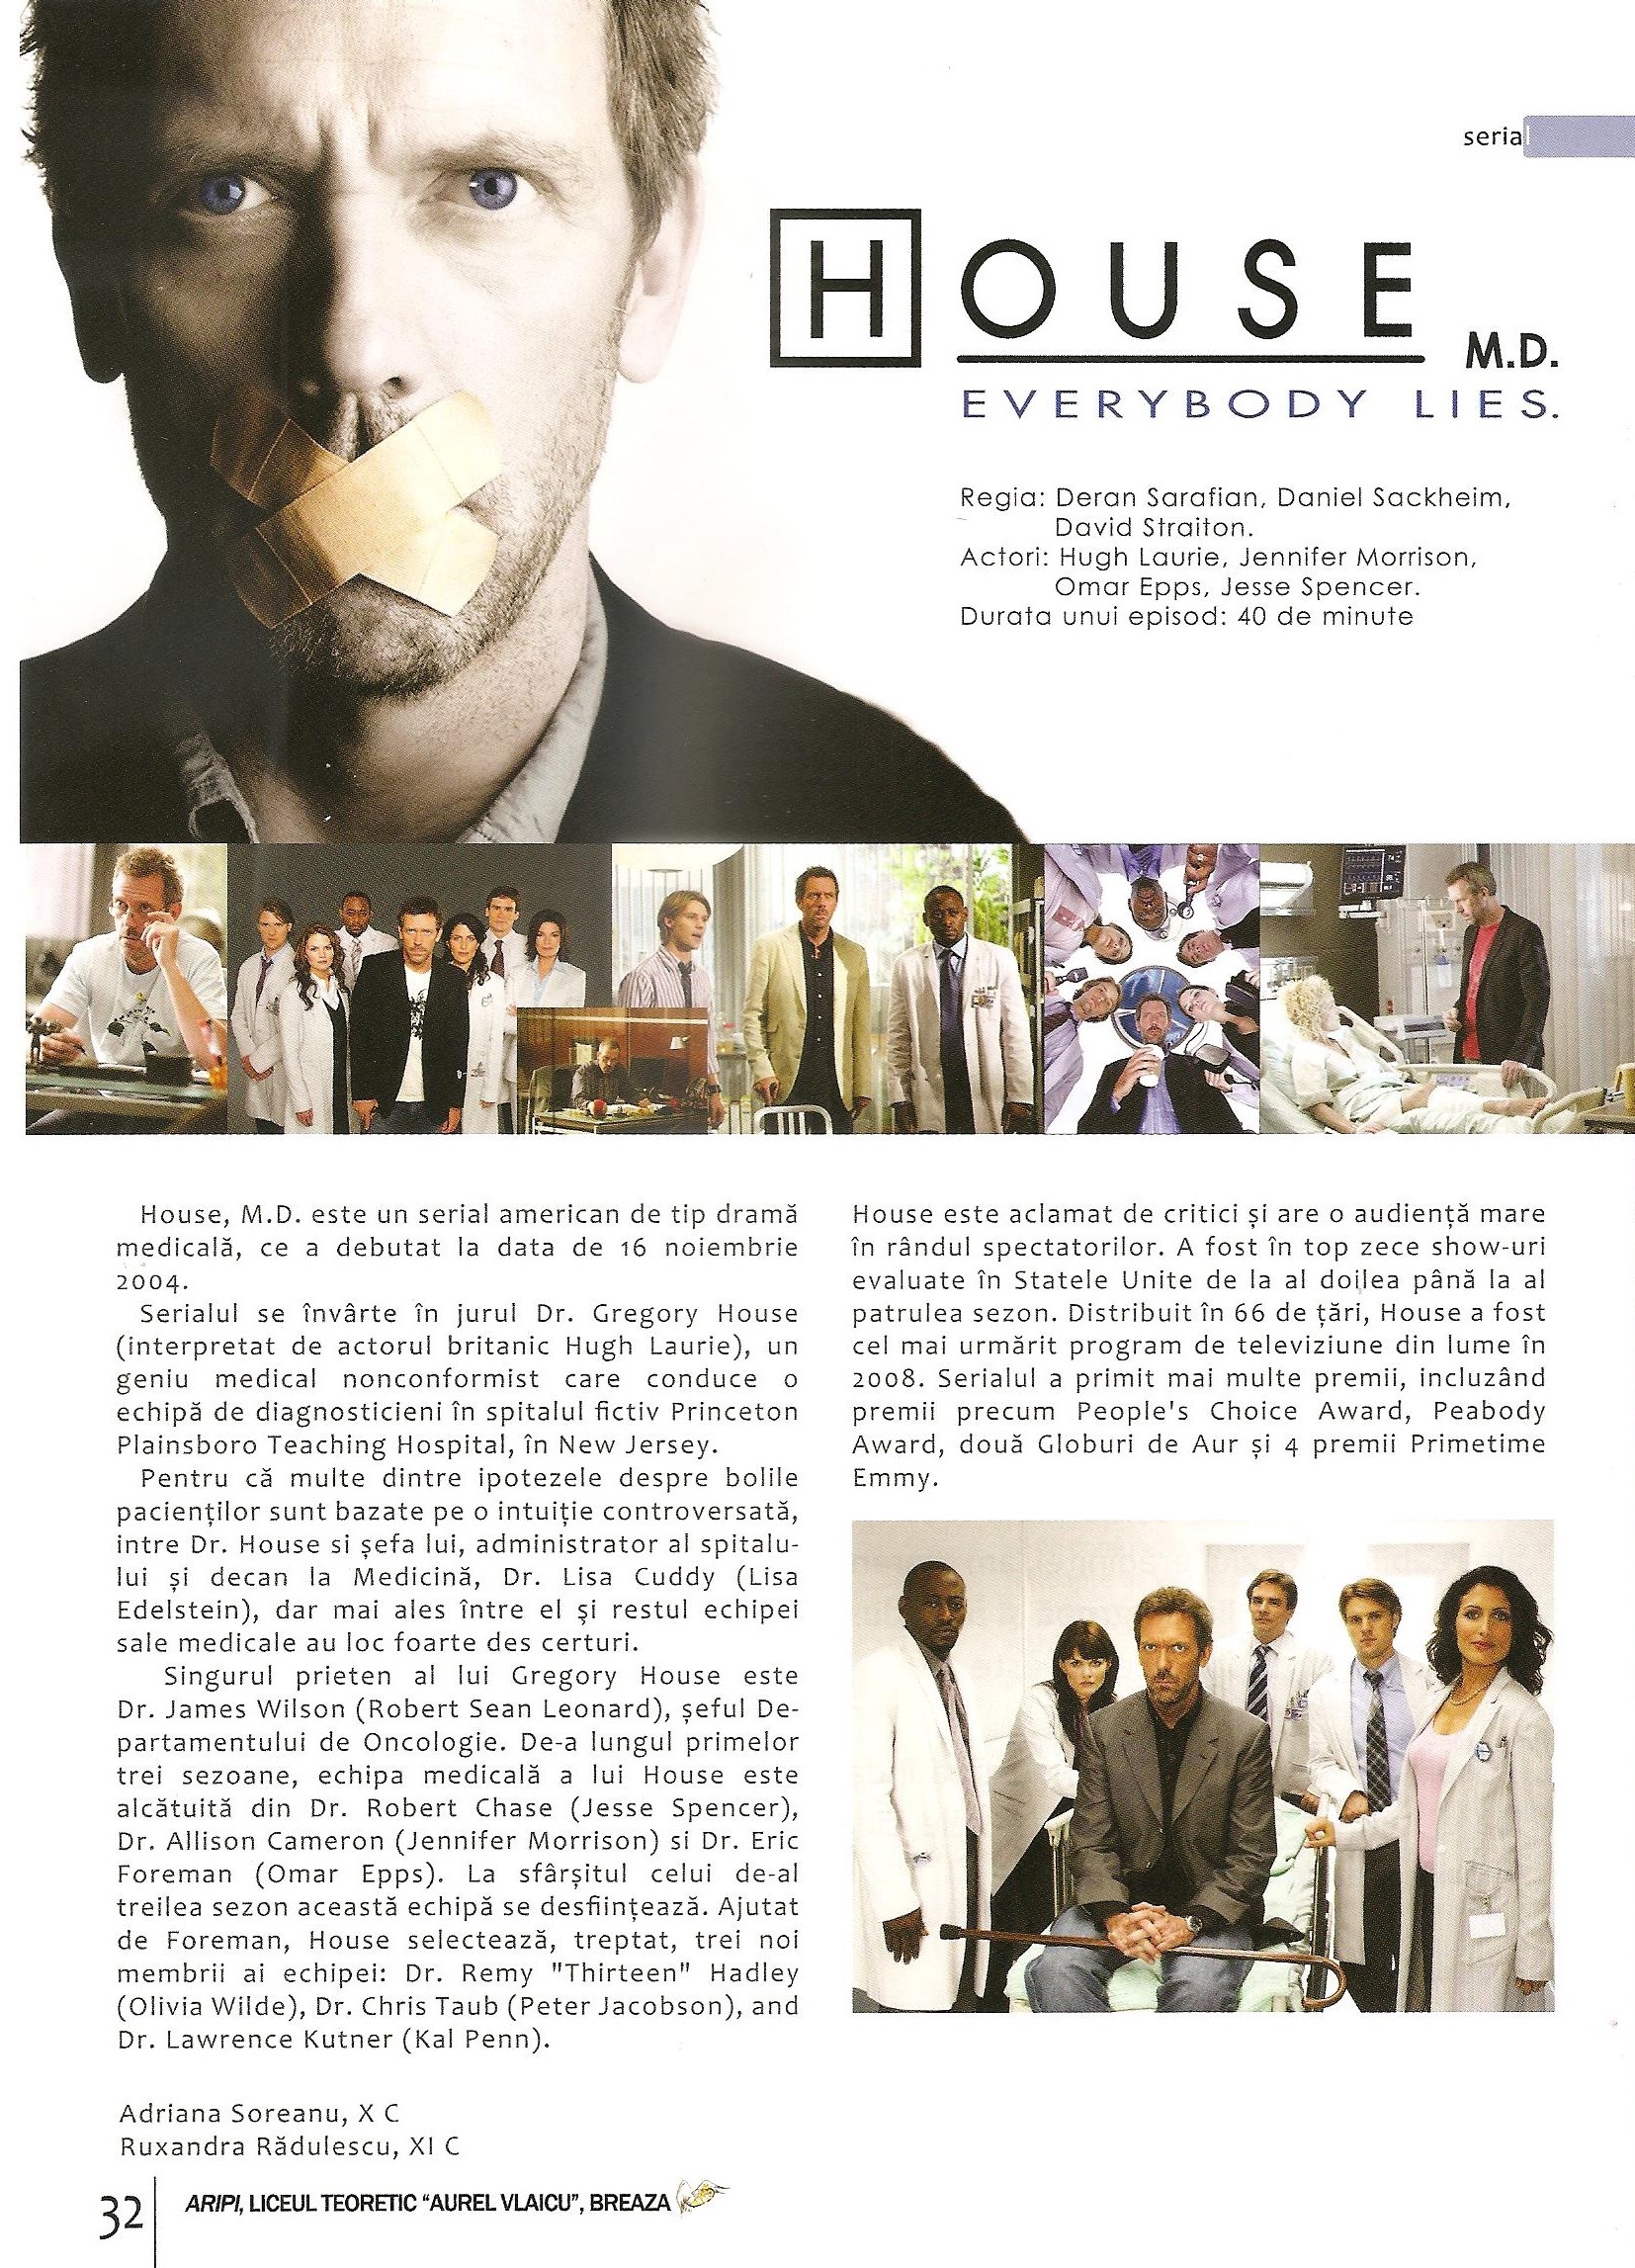 serial
HOUSE M.D.
EVERYBODY LIES.
Regia: Deran Sarafian, Daniel Sackheim,
David Straiton.
Actori: Hugh Laurie, Jennifer Morrison,
Omar Epps, Jesse Spencer.
Durata unui episod: 40 de minute
House, M.D. este un serial american de tip dramă
medicală, ce a debutat la data de 16 noiembrie
2004.
Serialul se învârte în jurul Dr. Gregory House
(interpretat de actorul britanic Hugh Laurie), un
geniu medical nonconformist care conduce o
echipă de diagnosticieni în spitalul fictiv Princeton
Plainsboro Teaching Hospital, în New Jersey.
Pentru că multe dintre ipotezele despre bolile
pacienților sunt bazate pe o intuiție controversată,
intre Dr. House si șefa lui, administrator al spitalu-
lui și decan la Medicină, Dr. Lisa Cuddy (Lisa
Edelstein), dar mai ales între el și restul echipei
sale medicale au loc foarte des certuri.
Singurul prieten al lui Gregory House este
Dr. James Wilson (Robert Sean Leonard), șeful De-
partamentului de Oncologie. De-a lungul primelor
trei sezoane, echipa medicală a lui House este
alcătuită din Dr. Robert Chase (Jesse Spencer),
Dr. Allison Cameron (Jennifer Morrison) si Dr. Eric
Foreman (Omar Epps). La sfârșitul celui de-al
treilea sezon această echipă se desființează. Ajutat
de Foreman, House selectează, treptat, trei noi
membrii ai echipei: Dr. Remy "Thirteen" Hadley
(Olivia Wilde), Dr. Chris Taub (Peter Jacobson), and
Dr. Lawrence Kutner (Kal Penn).
Adriana Soreanu, X C
Ruxandra Rădulescu, XI C
House este aclamat de critici și are o audiență mare
în rândul spectatorilor. A fost în top zece show-uri
evaluate în Statele Unite de la al doilea până la al
patrulea sezon. Distribuit în 66 de țări, House a fost
cel mai urmărit program de televiziune din lume în
2008. Serialul a primit mai multe premii, incluzând
premii precum People's Choice Award, Peabody
Award, două Globuri de Aur și 4 premii Primetime
Emmy.
32 ARIPI, LICEUL TEORETIC “AUREL VLAICU”, BREAZA